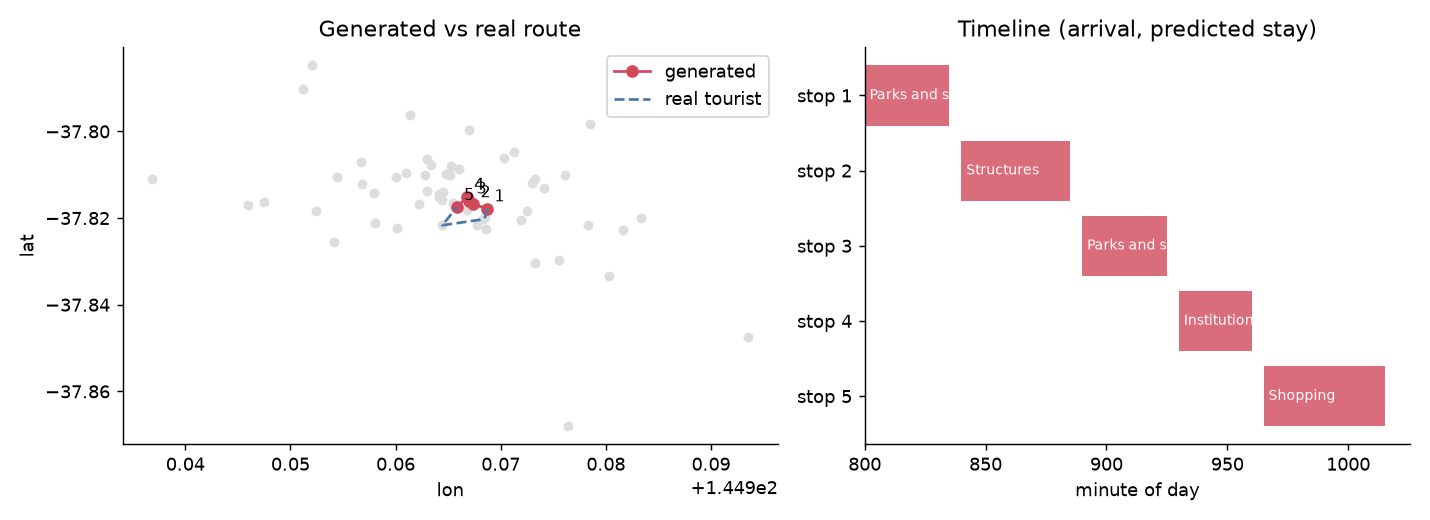 Generated vs real route
generated
real tourist
4
3
5
2
1
−37.80
−37.82
−37.84
−37.86
lat
0.04
0.05
0.06
0.07
0.08
0.09
lon
+1.449e2
Timeline (arrival, predicted stay)
stop 1
Parks and s
stop 2
Structures
stop 3
Parks and s
stop 4
Institution
stop 5
Shopping
800
850
900
950
1000
minute of day